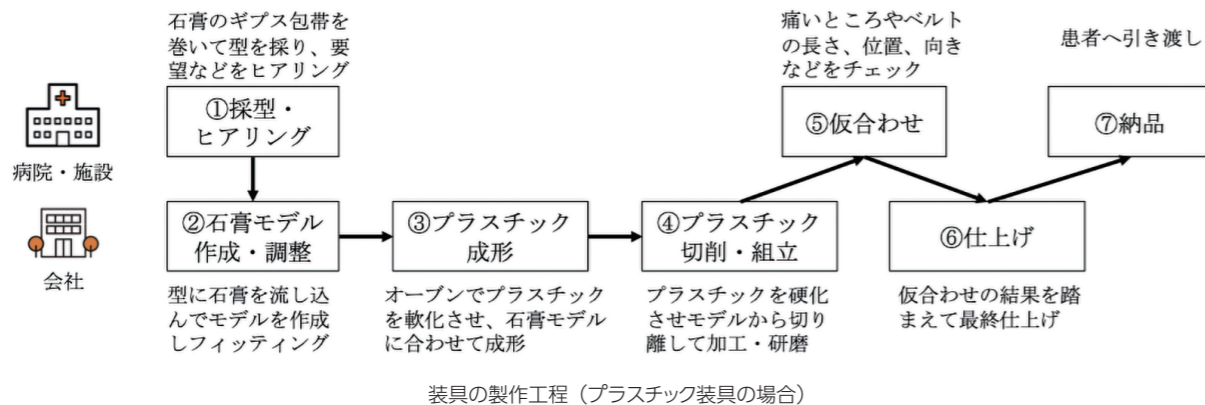 石膏のギプス包帯を
巻いて型を採り、要
望などをヒアリング
痛いところやベルト
の長さ、位置、向き
などをチェック
患者へ引き渡し
①採型・
ヒアリング
⑤仮合わせ
⑦納品
病院・施設
②石膏モデル
作成・調整
③プラスチック
成形
④プラスチック
切削・組立
⑥仕上げ
会社
型に石膏を流し込
んでモデルを作成
しフィッティング
オーブンでプラスチック
を軟化させ、石膏モデル
に合わせて成形
プラスチックを硬化
させモデルから切り
離して加工・研磨
仮合わせの結果を踏
まえて最終仕上げ
装具の製作工程（プラスチック装具の場合）